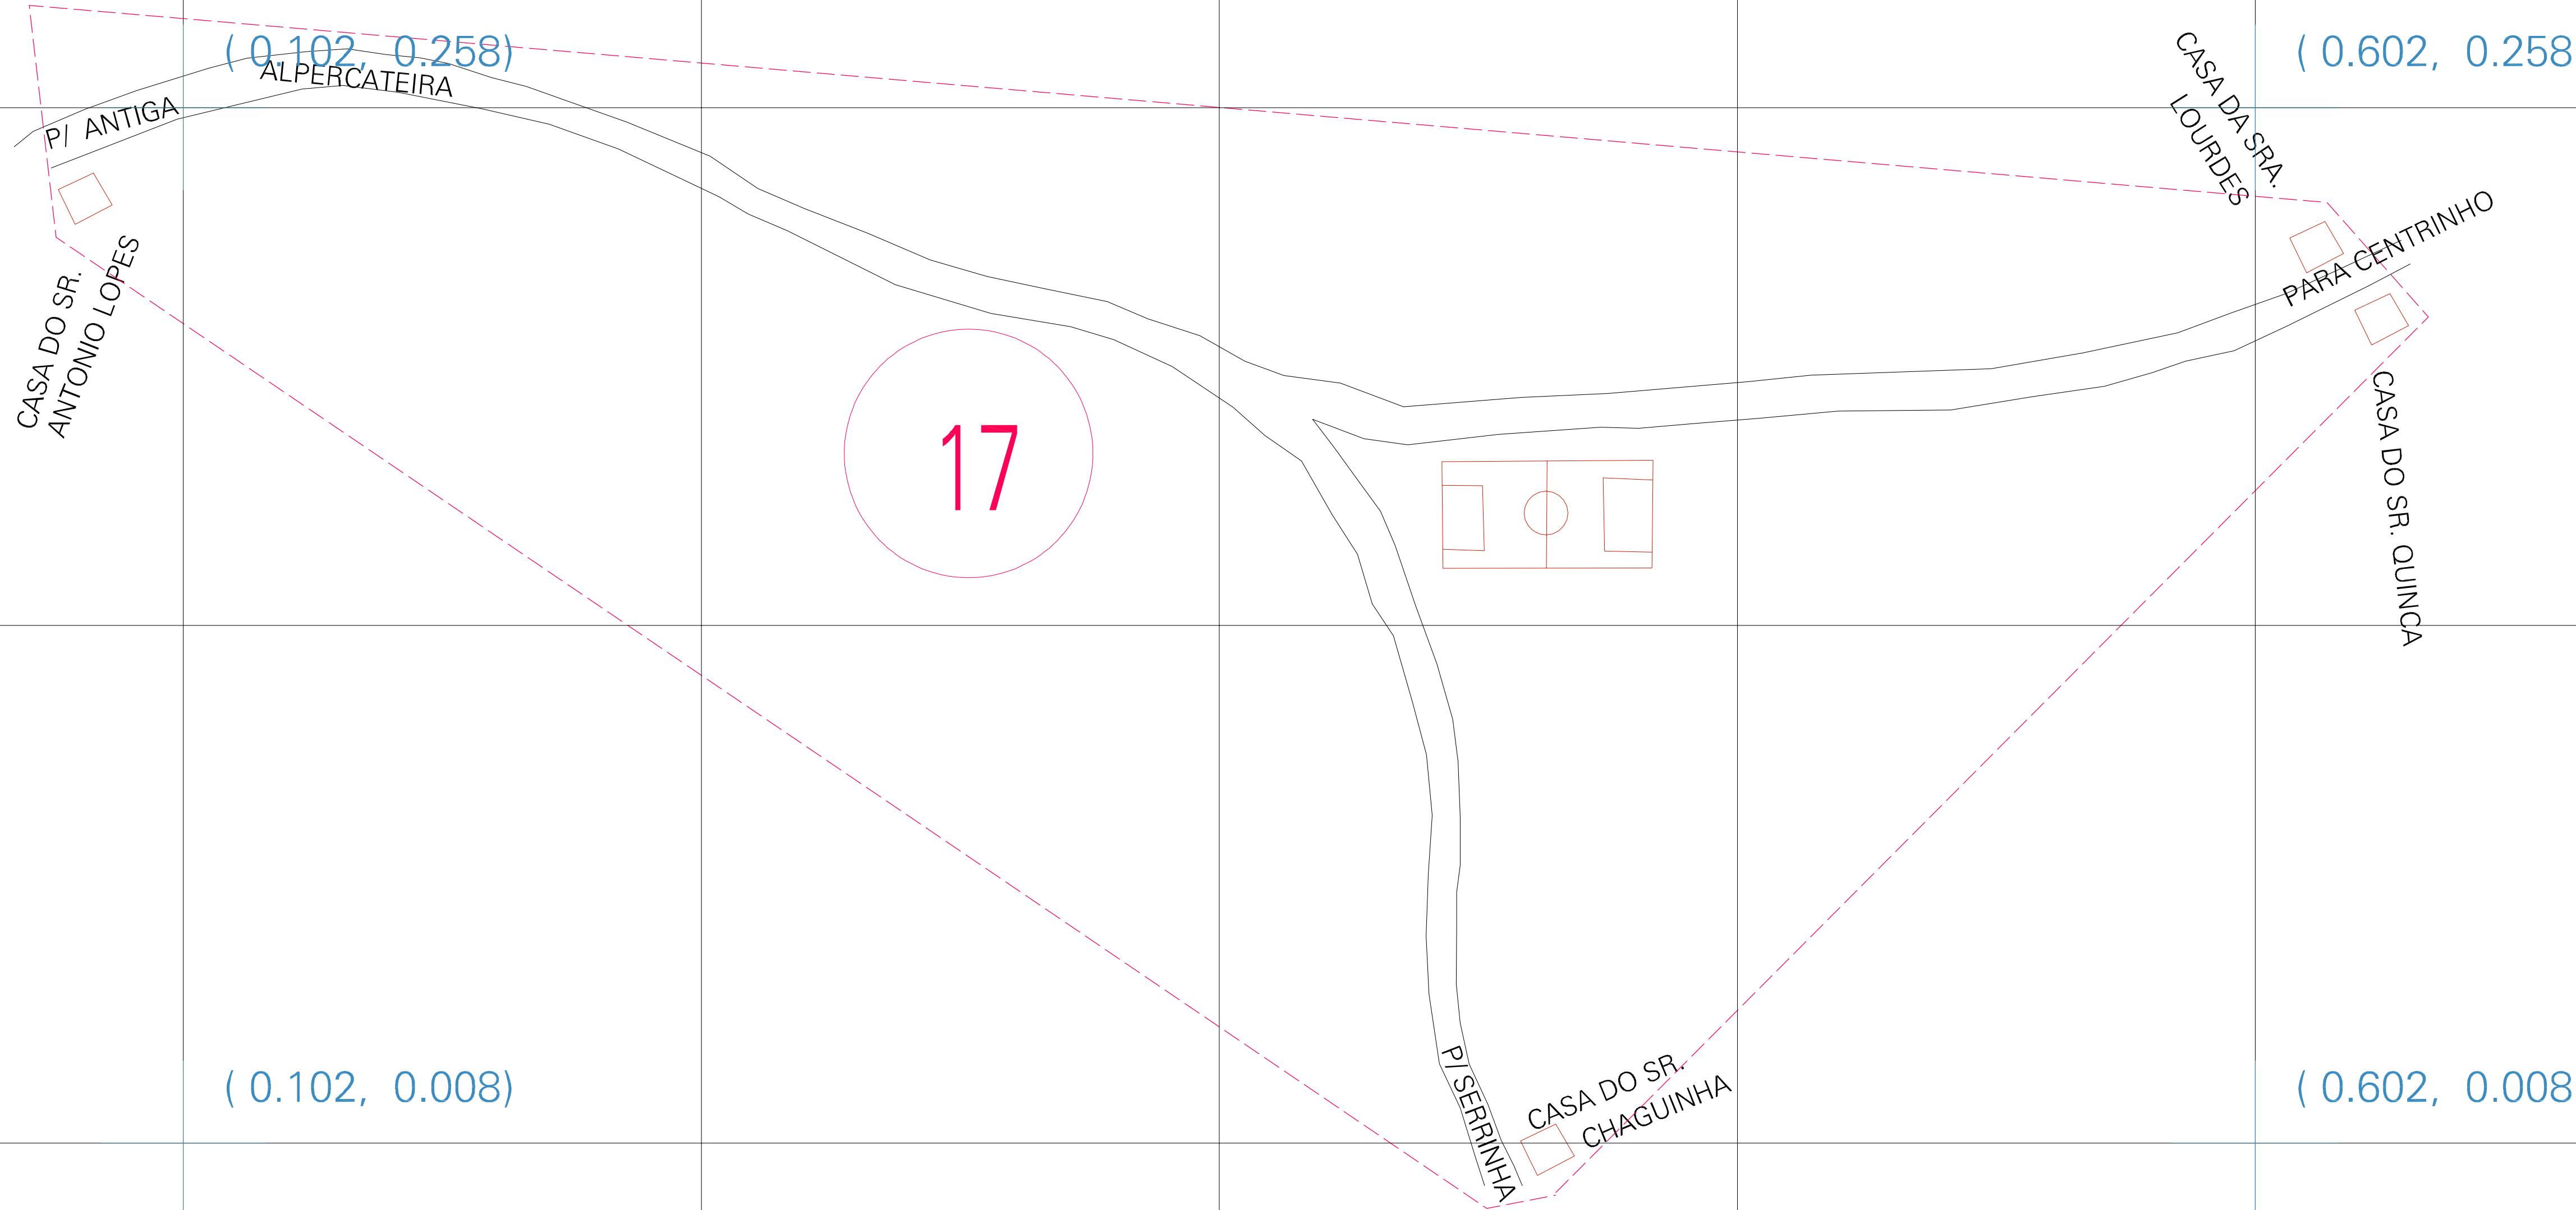 ( 0.102, 0.258)
( 0.602, 0.258
P/ ANTIGA
ALPERCATEIRA
CASA DA SRA.
LOURDES
PARA CENTRINHO
CASA DO SR.
ANTONIO LOPES
17
CASA DO SR. QUINCA
( 0.102, 0.008)
( 0.602, 0.008
P/ SERRINHA
CASA DO SR.
CHAGUINHA